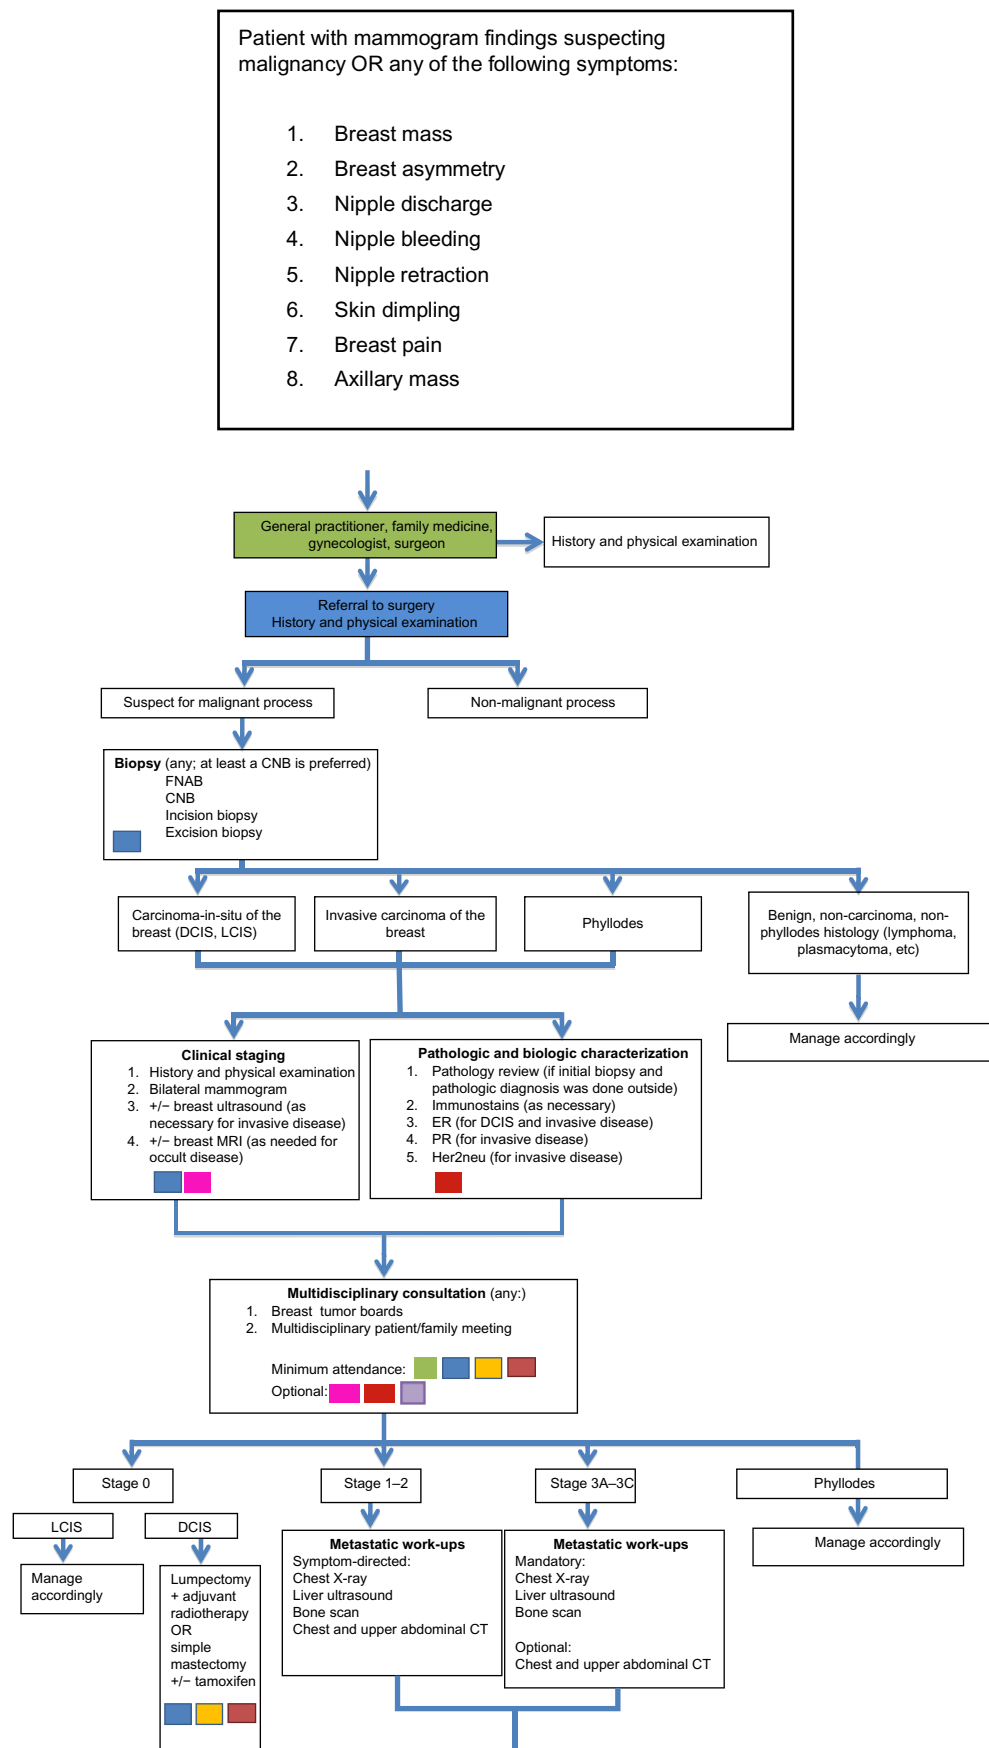 Patient with mammogram findings suspecting
malignancy OR any of the following symptoms:
1. Breast mass
2. Breast asymmetry
3. Nipple discharge
4. Nipple bleeding
5. Nipple retraction
6. Skin dimpling
7. Breast pain
8. Axillary mass
General practitioner, family medicine,
gynecologist, surgeon
History and physical examination
Referral to surgery
History and physical examination
Suspect for malignant process
Non-malignant process
Biopsy (any; at least a CNB is preferred)
FNAB
CNB
Incision biopsy
Excision biopsy
Carcinoma-in-situ of the
breast (DCIS, LCIS)
Invasive carcinoma of the
breast
Phyllodes
Benign, non-carcinoma, non-
phyllodes histology (lymphoma,
plasmacytoma, etc)
Manage accordingly
Clinical staging
1. History and physical examination
2. Bilateral mammogram
3. +/− breast ultrasound (as
necessary for invasive disease)
4. +/− breast MRI (as needed for
occult disease)
Pathologic and biologic characterization
1. Pathology review (if initial biopsy and
pathologic diagnosis was done outside)
2. Immunostains (as necessary)
3. ER (for DCIS and invasive disease)
4. PR (for invasive disease)
5. Her2neu (for invasive disease)
Multidisciplinary consultation (any:)
1. Breast tumor boards
2. Multidisciplinary patient/family meeting
Minimum attendance:
Optional:
Stage 0
Stage 1–2
Stage 3A–3C
Phyllodes
LCIS
DCIS
Manage
accordingly
Lumpectomy
+ adjuvant
radiotherapy
OR
simple
mastectomy
+/− tamoxifen
Metastatic work-ups
Symptom-directed:
Chest X-ray
Liver ultrasound
Bone scan
Chest and upper abdominal CT
Metastatic work-ups
Mandatory:
Chest X-ray
Liver ultrasound
Bone scan
Optional:
Chest and upper abdominal CT
Manage accordingly